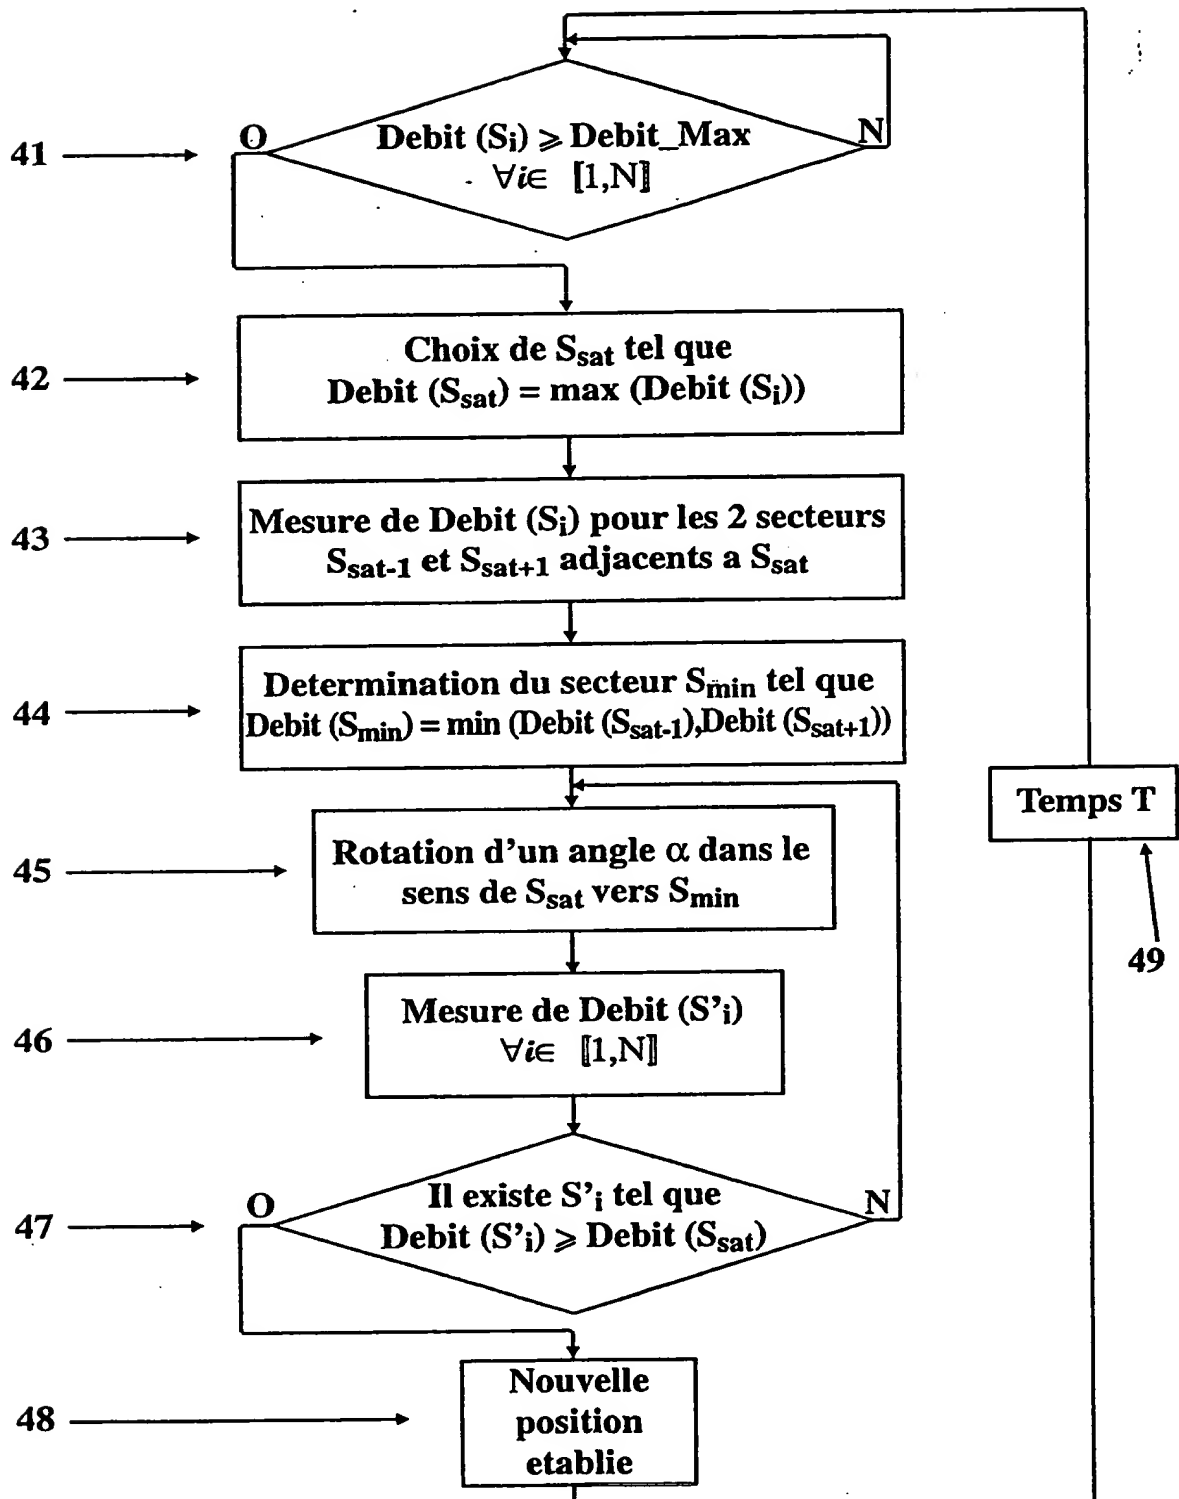 O
N
41
Debit (Si) ⩾ Debit_Max
∀i∈ ⟦1,N⟧
42
Choix de Ssat tel que
Debit (Ssat) = max (Debit (Si))
43
Mesure de Debit (Si) pour les 2 secteurs
Ssat-1 et Ssat+1 adjacents a Ssat
44
Determination du secteur Smin tel que
Debit (Smin) = min (Debit (Ssat-1),Debit (Ssat+1))
Temps T
49
45
Rotation d'un angle α dans le
sens de Ssat vers Smin
46
Mesure de Debit (S'i)
∀i∈ ⟦1,N⟧
O
N
47
Il existe S'i tel que
Debit (S'i) ⩾ Debit (Ssat)
48
Nouvelle
position
etablie